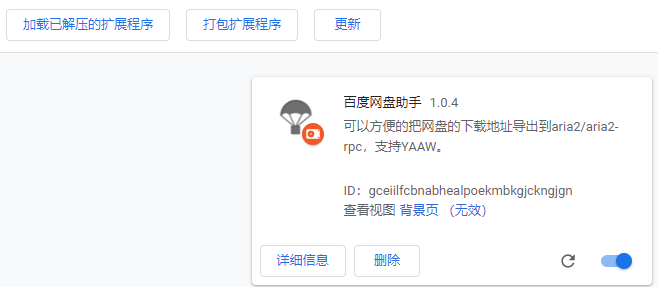 加载已解压的扩展程序 打包扩展程序 更新
百度网盘助手 1.0.4
可以方便的把网盘的下载地址导出到aria2/aria2-
rpc，支持YAAW。
ID：gceiilfcbnabhealpoekmbkgjckngjgn
查看视图 背景页 （无效）
详细信息 删除